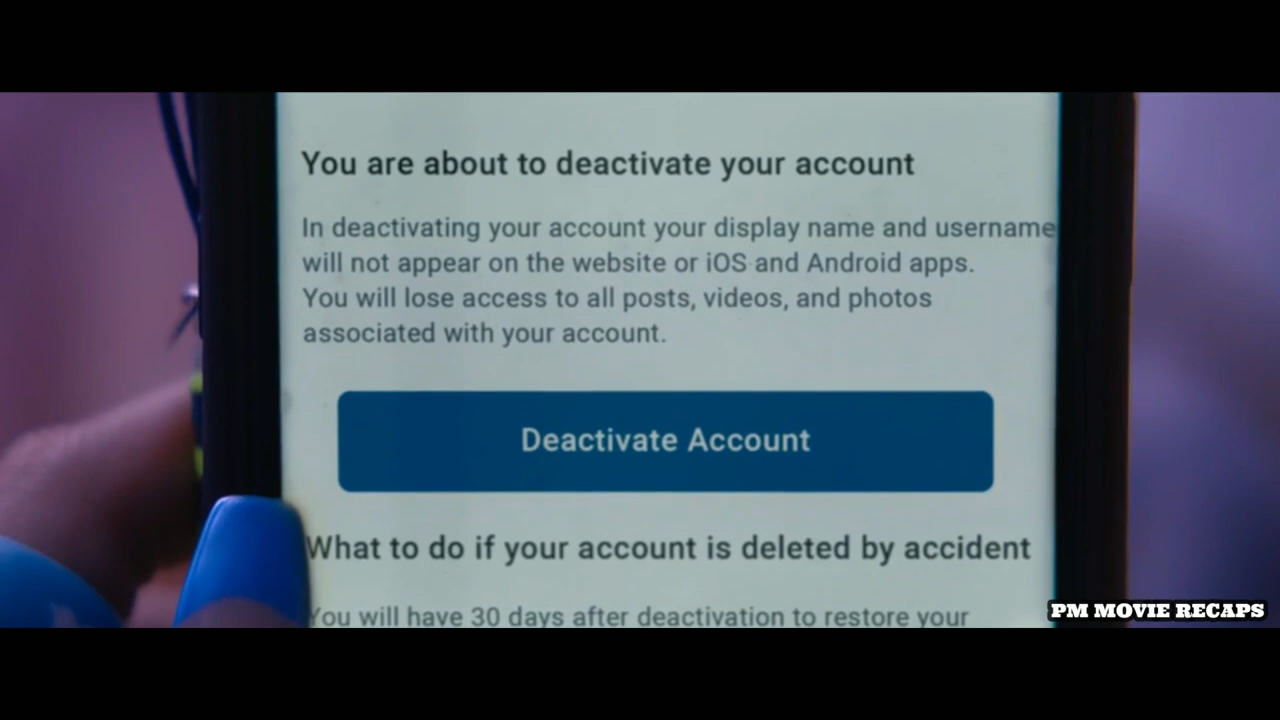 You are about to deactivate your account
In deactivating your account your display name and username
will not appear on the website or iOS and Android apps.
You will lose access to all posts, videos, and photos
associated with your account.
Deactivate Account
What to do if your account is deleted by accident
You will have 30 days after deactivation to restore your
PM MOVIE RECAPS